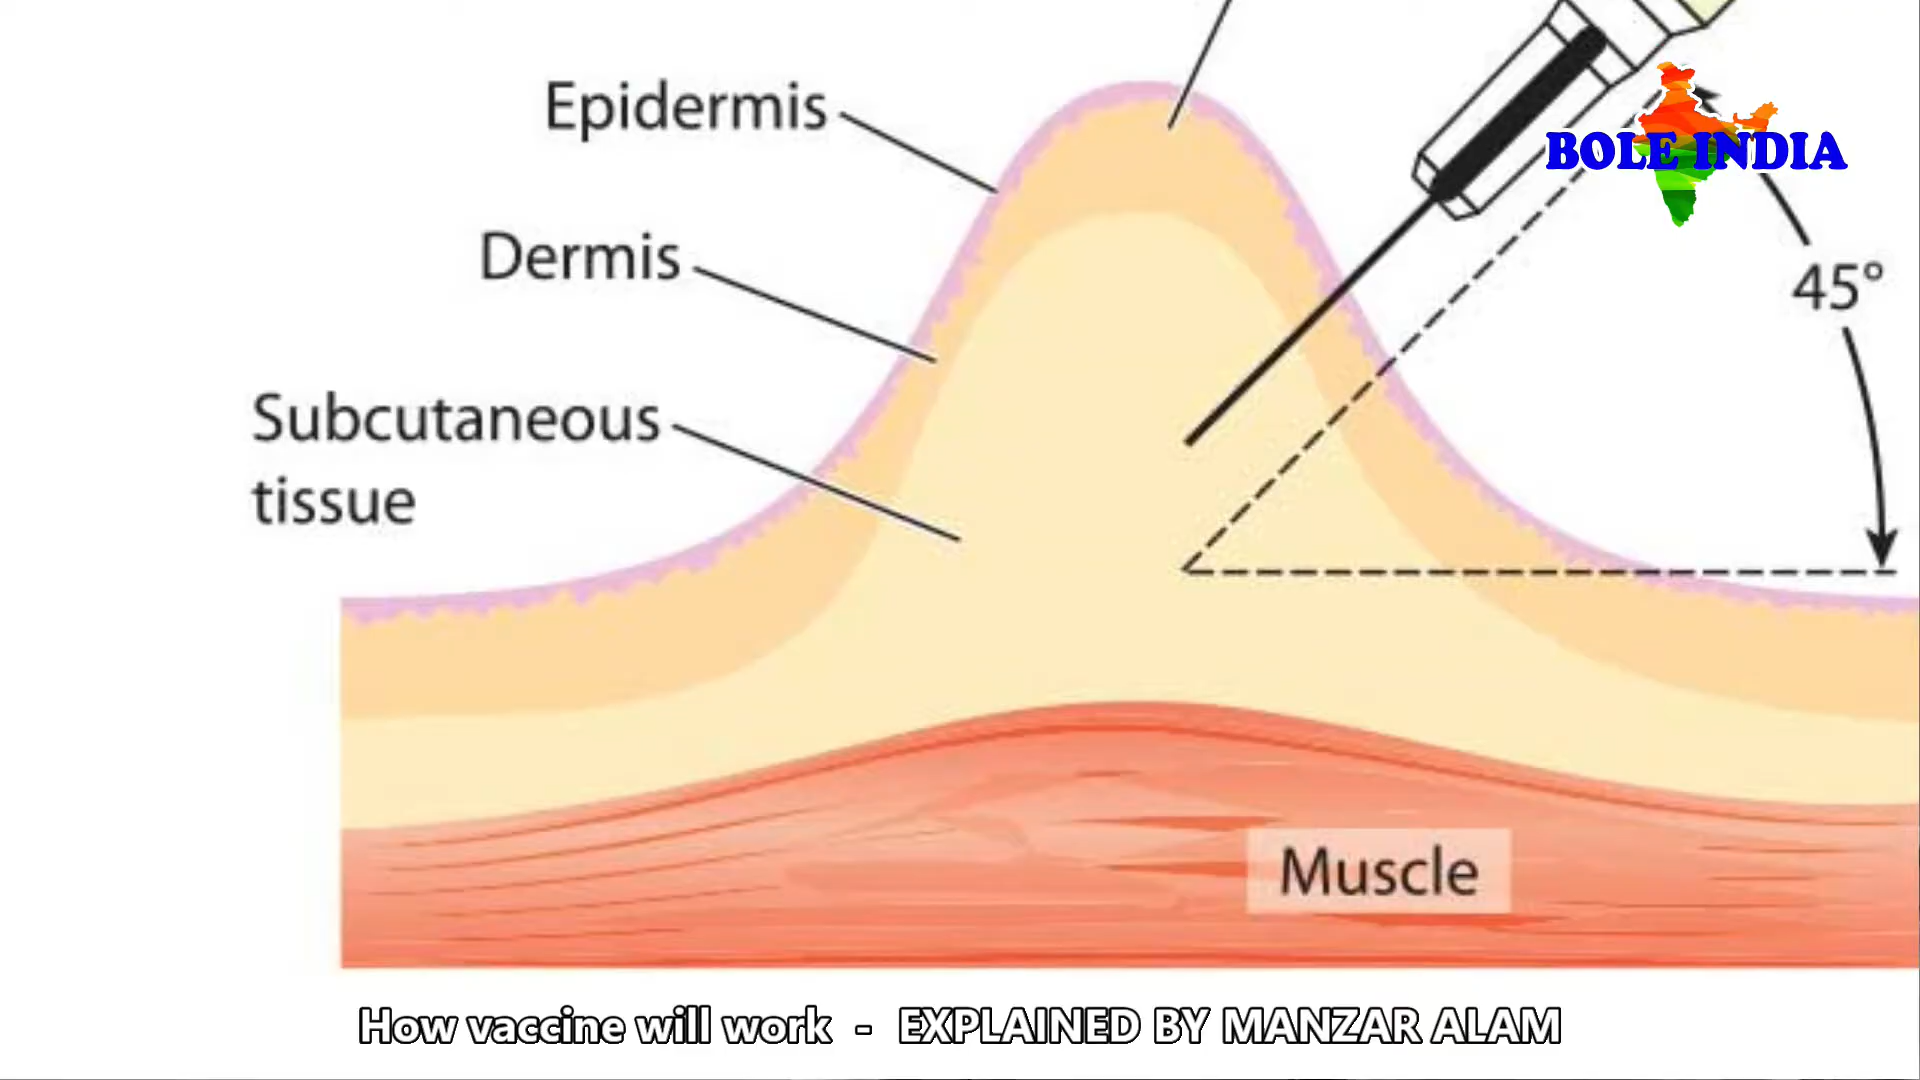 Epidermis
BOLE INDIA
Dermis
45°
Subcutaneous
tissue
Muscle
How vaccine will work - EXPLAINED BY MANZAR ALAM